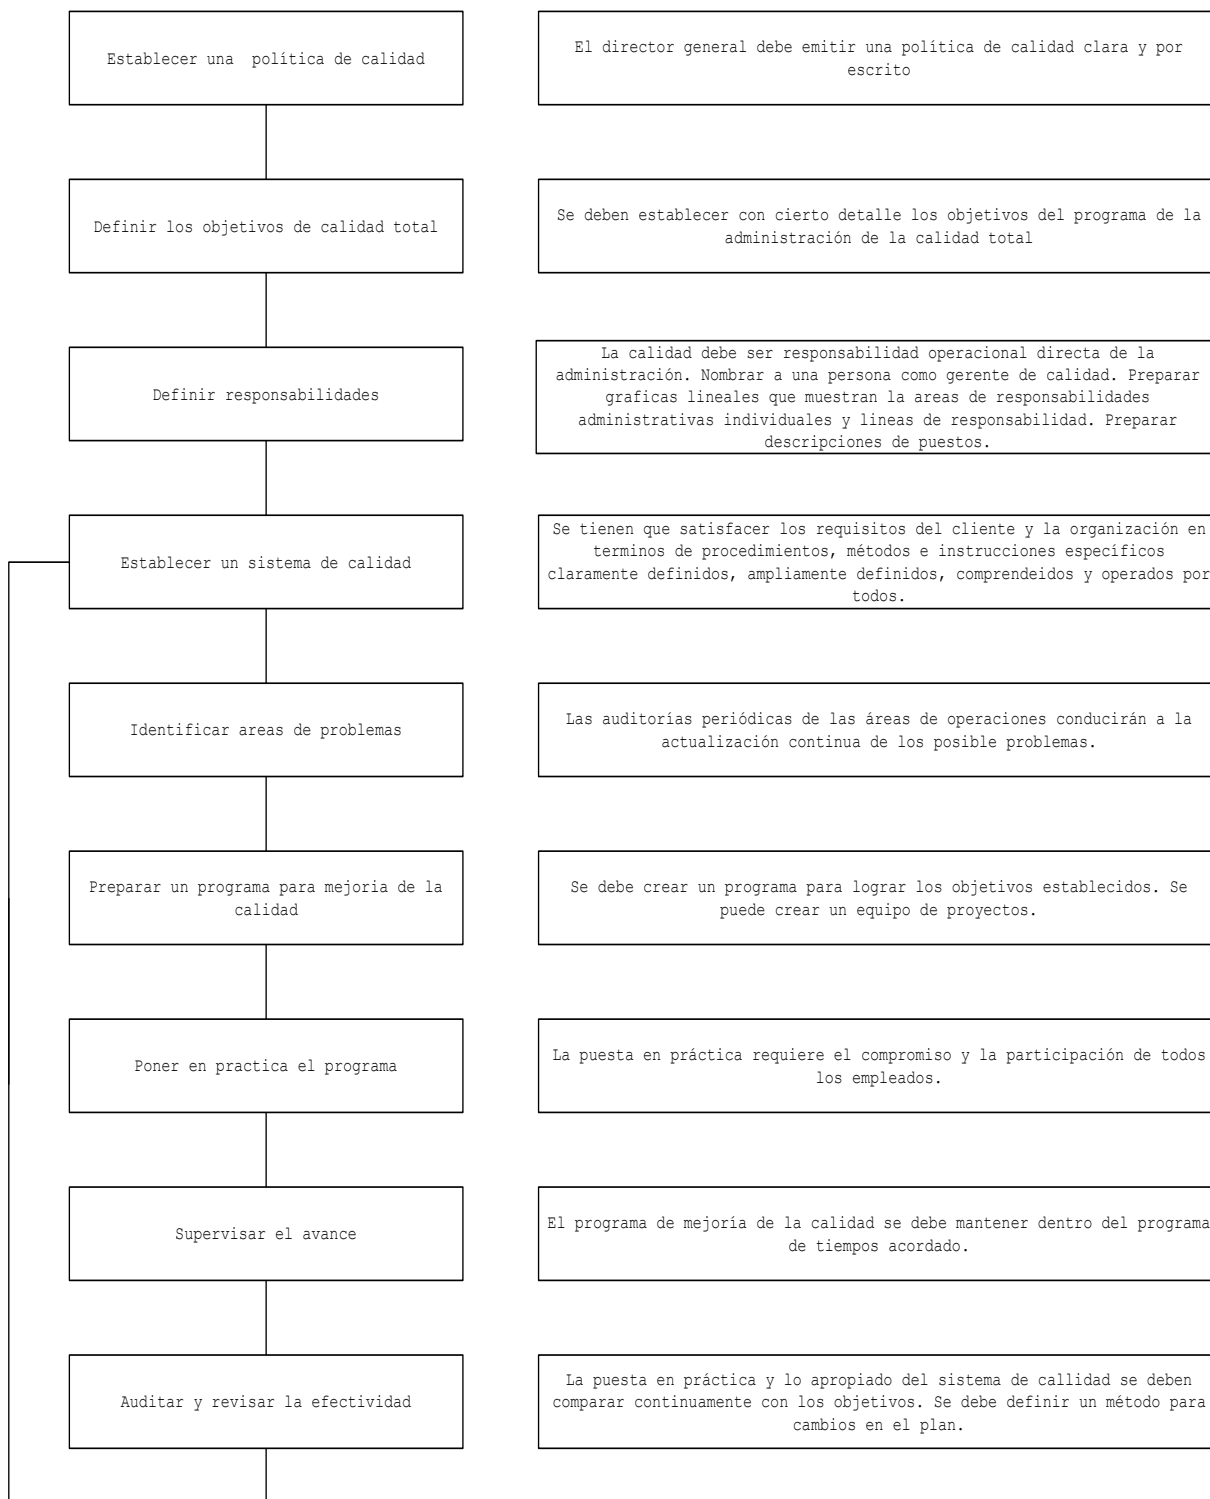 Establecer una política de calidad
El director general debe emitir una política de calidad clara y por
escrito
Definir los objetivos de calidad total
Se deben establecer con cierto detalle los objetivos del programa de la
administración de la calidad total
Definir responsabilidades
La calidad debe ser responsabilidad operacional directa de la
administración. Nombrar a una persona como gerente de calidad. Preparar
graficas lineales que muestran la areas de responsabilidades
administrativas individuales y lineas de responsabilidad. Preparar
descripciones de puestos.
Establecer un sistema de calidad
Se tienen que satisfacer los requisitos del cliente y la organización en
terminos de procedimientos, métodos e instrucciones específicos
claramente definidos, ampliamente definidos, comprendeidos y operados por
todos.
Identificar areas de problemas
Las auditorías periódicas de las áreas de operaciones conducirán a la
actualización continua de los posible problemas.
Preparar un programa para mejoria de la
calidad
Se debe crear un programa para lograr los objetivos establecidos. Se
puede crear un equipo de proyectos.
Poner en practica el programa
La puesta en práctica requiere el compromiso y la participación de todos
los empleados.
Supervisar el avance
El programa de mejoría de la calidad se debe mantener dentro del programa
de tiempos acordado.
Auditar y revisar la efectividad
La puesta en práctica y lo apropiado del sistema de callidad se deben
comparar continuamente con los objetivos. Se debe definir un método para
cambios en el plan.